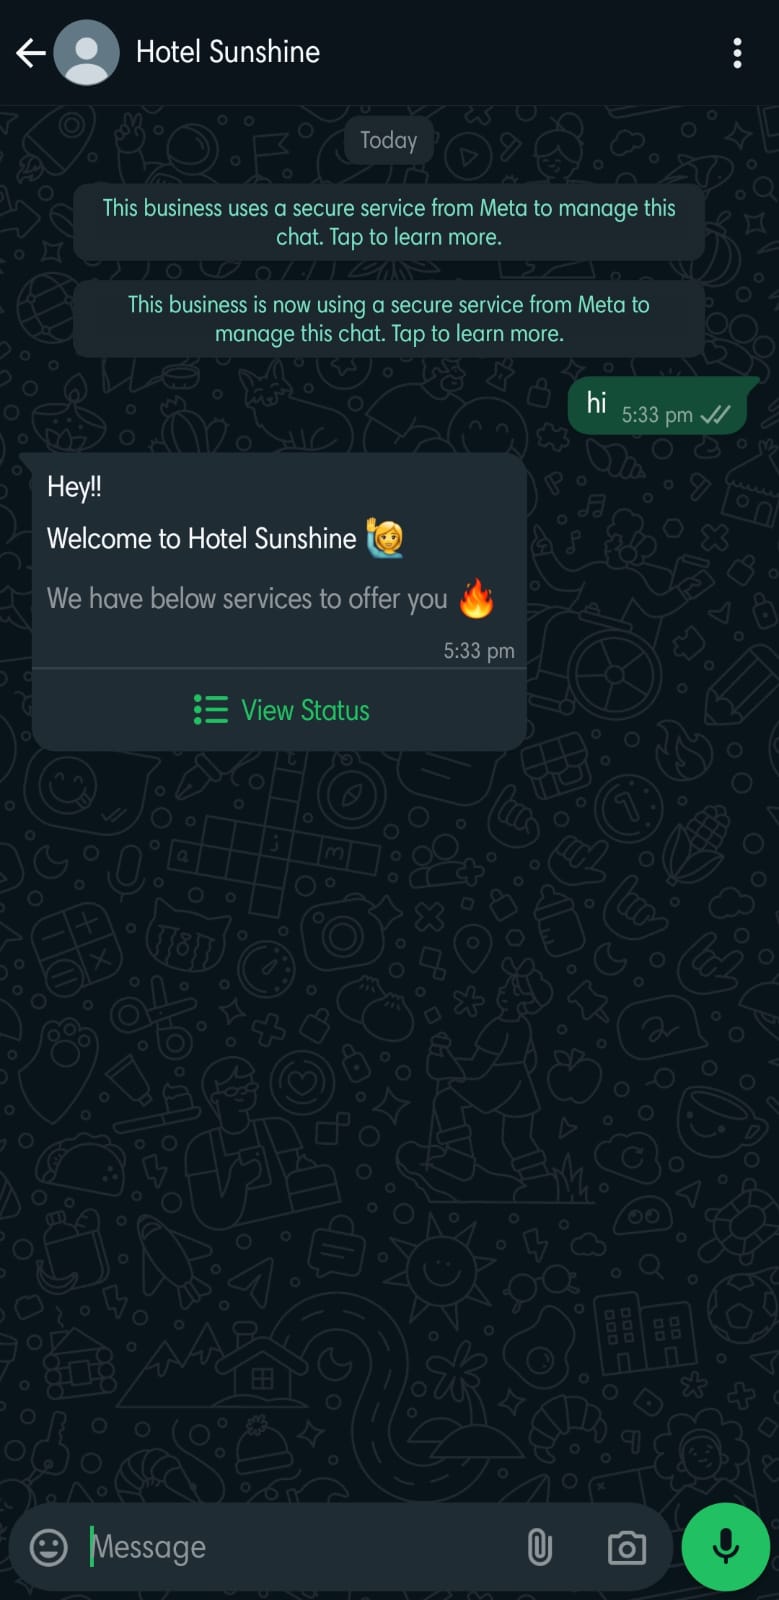 Hotel Sunshine
Today
This business uses a secure service from Meta to manage this
chat. Tap to learn more.
This business is now using a secure service from Meta to
manage this chat. Tap to learn more.
hi 5:33 pm
Hey!!
Welcome to Hotel Sunshine 🙋‍♀️
We have below services to offer you 🔥
5:33 pm
View Status
Message